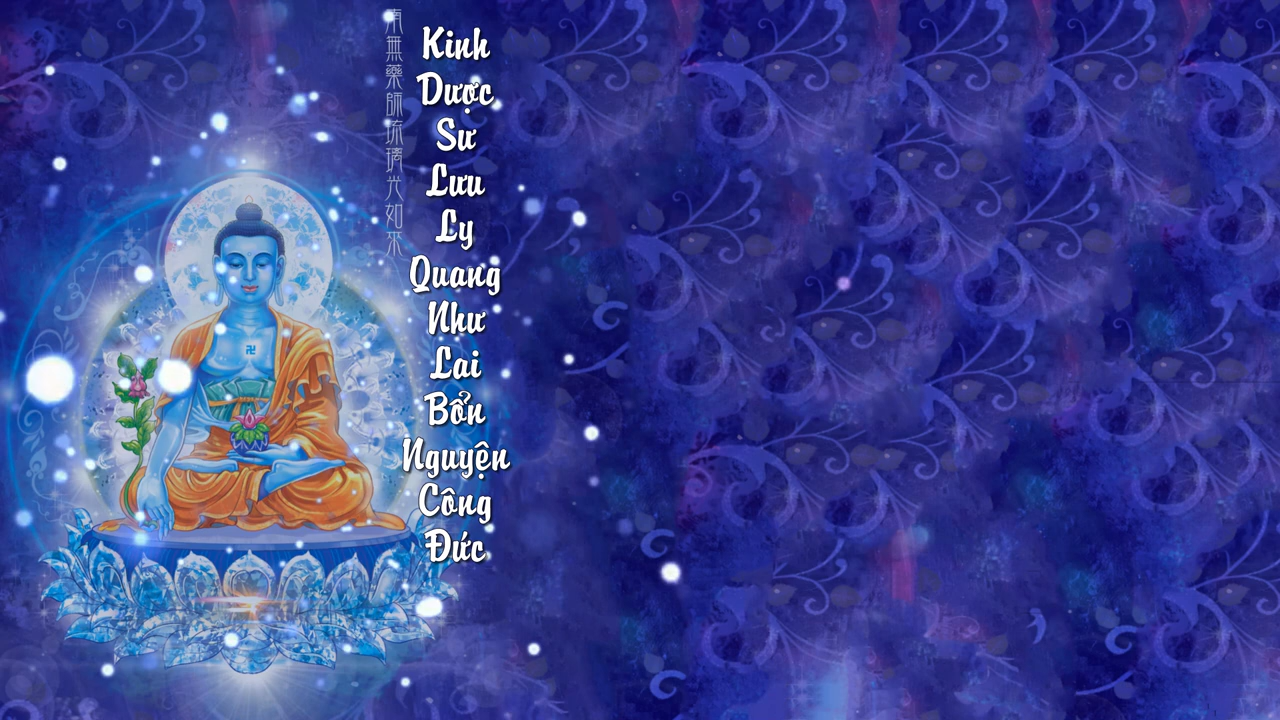 南無藥師琉璃光如來
Kinh
Dược
Sư
Lưu
Ly
Quang
Như
Lai
Bổn
Nguyện
Công
Đức